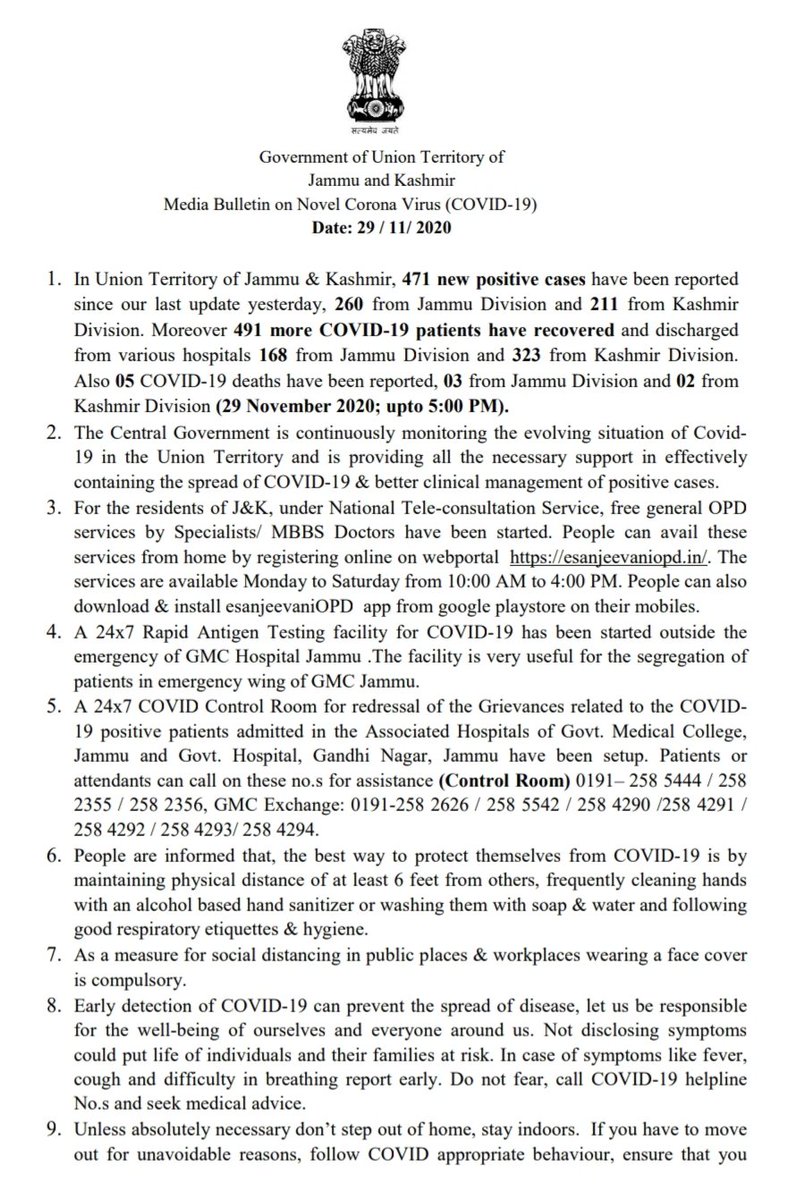 सत्यमेव जयते
Government of Union Territory of
Jammu and Kashmir
Media Bulletin on Novel Corona Virus (COVID-19)
Date: 29 / 11/ 2020
1. In Union Territory of Jammu & Kashmir, 471 new positive cases have been reported
since our last update yesterday, 260 from Jammu Division and 211 from Kashmir
Division. Moreover 491 more COVID-19 patients have recovered and discharged
from various hospitals 168 from Jammu Division and 323 from Kashmir Division.
Also 05 COVID-19 deaths have been reported, 03 from Jammu Division and 02 from
Kashmir Division (29 November 2020; upto 5:00 PM).
2. The Central Government is continuously monitoring the evolving situation of Covid-
19 in the Union Territory and is providing all the necessary support in effectively
containing the spread of COVID-19 & better clinical management of positive cases.
3. For the residents of J&K, under National Tele-consultation Service, free general OPD
services by Specialists/ MBBS Doctors have been started. People can avail these
services from home by registering online on webportal https://esanjeevaniopd.in/. The
services are available Monday to Saturday from 10:00 AM to 4:00 PM. People can also
download & install esanjeevaniOPD app from google playstore on their mobiles.
4. A 24x7 Rapid Antigen Testing facility for COVID-19 has been started outside the
emergency of GMC Hospital Jammu .The facility is very useful for the segregation of
patients in emergency wing of GMC Jammu.
5. A 24x7 COVID Control Room for redressal of the Grievances related to the COVID-
19 positive patients admitted in the Associated Hospitals of Govt. Medical College,
Jammu and Govt. Hospital, Gandhi Nagar, Jammu have been setup. Patients or
attendants can call on these no.s for assistance (Control Room) 0191– 258 5444 / 258
2355 / 258 2356, GMC Exchange: 0191-258 2626 / 258 5542 / 258 4290 /258 4291 /
258 4292 / 258 4293/ 258 4294.
6. People are informed that, the best way to protect themselves from COVID-19 is by
maintaining physical distance of at least 6 feet from others, frequently cleaning hands
with an alcohol based hand sanitizer or washing them with soap & water and following
good respiratory etiquettes & hygiene.
7. As a measure for social distancing in public places & workplaces wearing a face cover
is compulsory.
8. Early detection of COVID-19 can prevent the spread of disease, let us be responsible
for the well-being of ourselves and everyone around us. Not disclosing symptoms
could put life of individuals and their families at risk. In case of symptoms like fever,
cough and difficulty in breathing report early. Do not fear, call COVID-19 helpline
No.s and seek medical advice.
9. Unless absolutely necessary don’t step out of home, stay indoors. If you have to move
out for unavoidable reasons, follow COVID appropriate behaviour, ensure that you